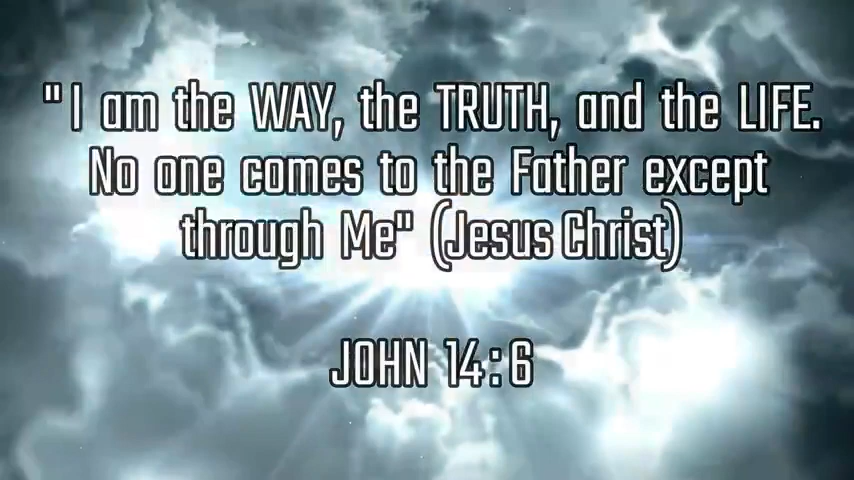 "I am the WAY, the TRUTH, and the LIFE.
No one comes to the Father except
through Me" (Jesus Christ)
JOHN 14:6